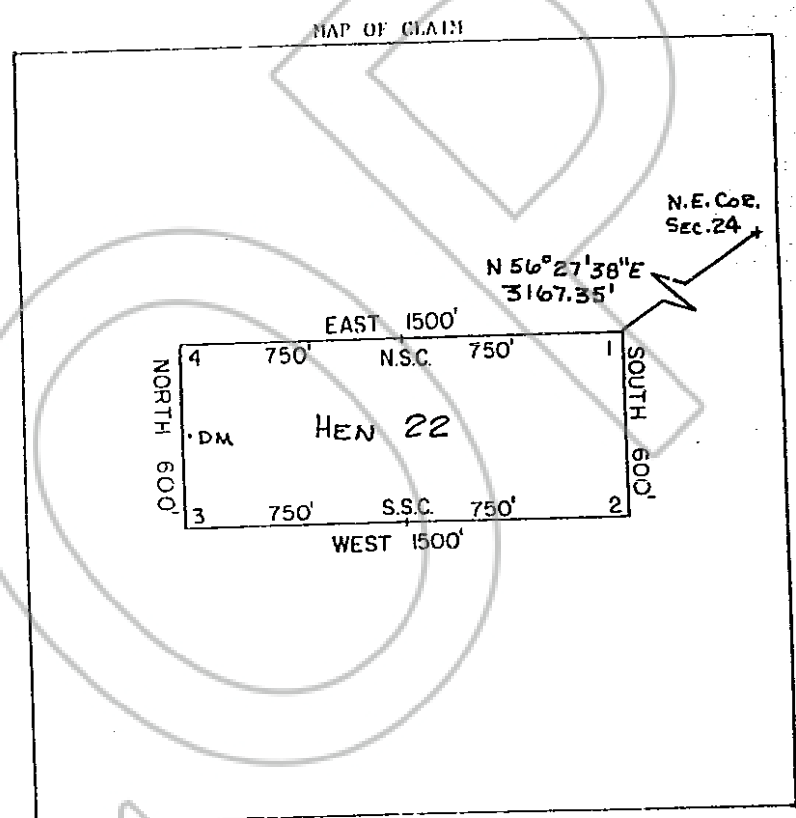 MAP OF CLAIM
N.E. COR.
SEC. 24
N 56° 27' 38" E
3167.35'
EAST 1500'
4 750' N.S.C. 750' 1
NORTH 600'
SOUTH 600'
DM
HEN 22
3 750' S.S.C. 750' 2
WEST 1500'